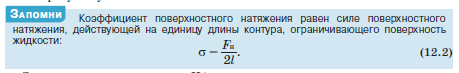 ЗАПОМНИ
Коэффициент поверхностного натяжения равен силе поверхностного
натяжения, действующей на единицу длины контура, ограничивающего поверхность
жидкости:
σ = Fн / 2l. (12.2)